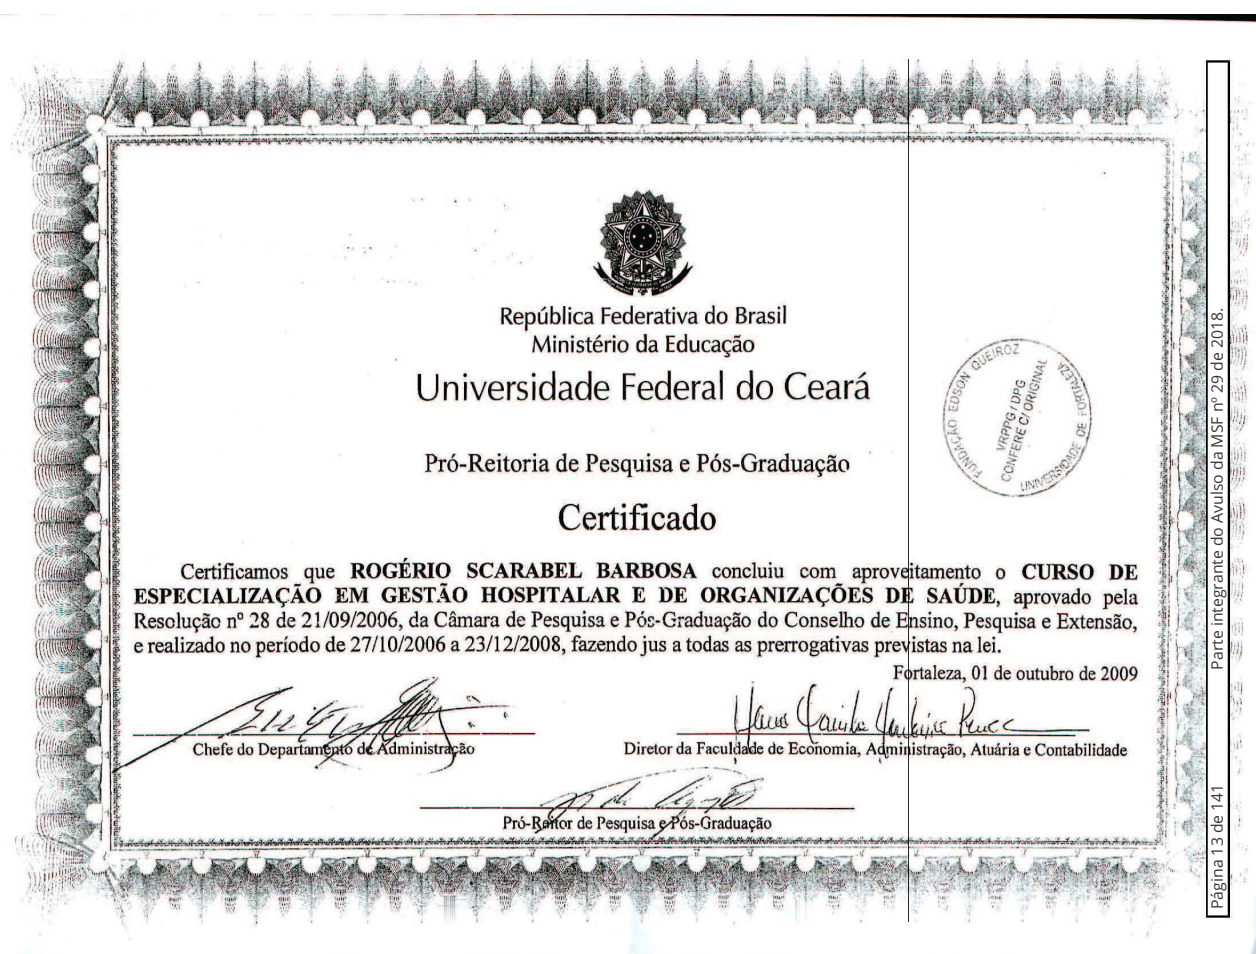 República Federativa do Brasil
Ministério da Educação
Universidade Federal do Ceará
Pró-Reitoria de Pesquisa e Pós-Graduação
Certificado
Certificamos que ROGÉRIO SCARABEL BARBOSA concluiu com aproveitamento o CURSO DE
ESPECIALIZAÇÃO EM GESTÃO HOSPITALAR E DE ORGANIZAÇÕES DE SAÚDE, aprovado pela
Resolução nº 28 de 21/09/2006, da Câmara de Pesquisa e Pós-Graduação do Conselho de Ensino, Pesquisa e Extensão,
e realizado no período de 27/10/2006 a 23/12/2008, fazendo jus a todas as prerrogativas previstas na lei.
Fortaleza, 01 de outubro de 2009
Chefe do Departamento de Administração
Diretor da Faculdade de Economia, Administração, Atuária e Contabilidade
Pró-Reitor de Pesquisa e Pós-Graduação
FUNDAÇÃO EDSON QUEIROZ
UNIVERSIDADE DE FORTALEZA
VRPPG / DPG
CONFERE C/ ORIGINAL
Página 13 de 141
Parte integrante do Avulso da MSF nº 29 de 2018.